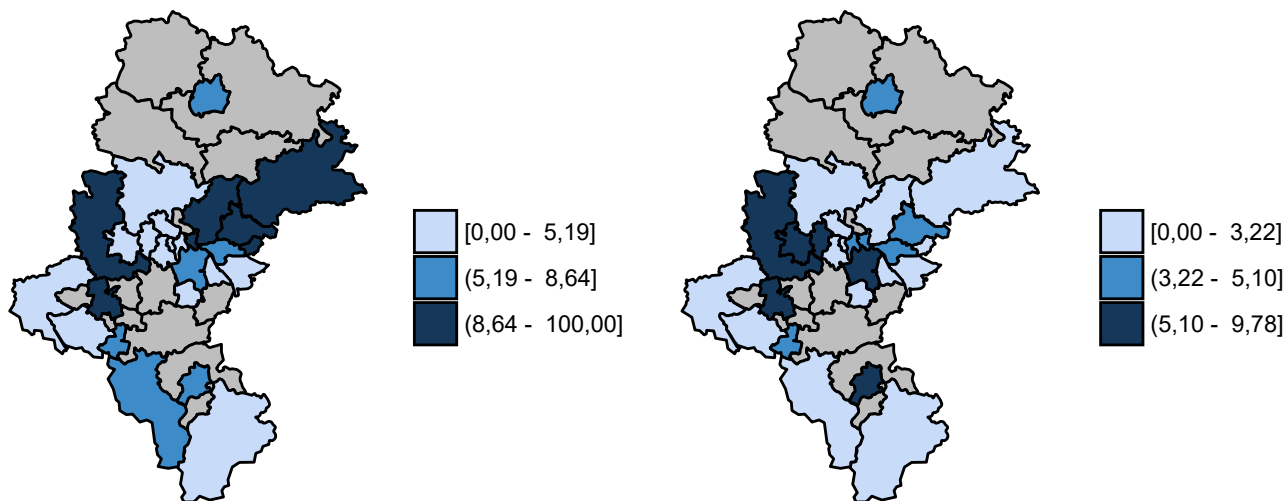 [0,00 - 5,19]
(5,19 - 8,64]
(8,64 - 100,00]
[0,00 - 3,22]
(3,22 - 5,10]
(5,10 - 9,78]